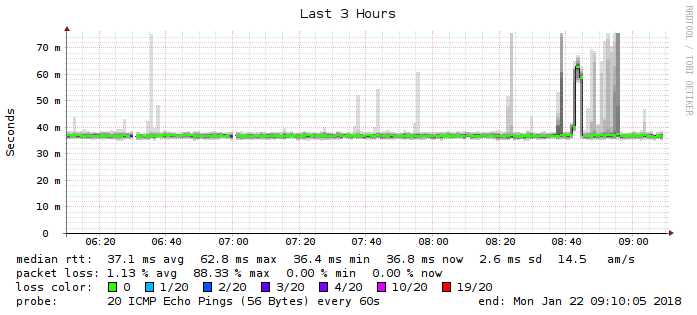 Last 3 Hours
RRDTOOL / TOBI OETIKER
Seconds
70 m
60 m
50 m
40 m
30 m
20 m
10 m
0
06:20 06:40 07:00 07:20 07:40 08:00 08:20 08:40 09:00
median rtt: 37.1 ms avg 62.8 ms max 36.4 ms min 36.8 ms now 2.6 ms sd 14.5 am/s
packet loss: 1.13 % avg 88.33 % max 0.00 % min 0.00 % now
loss color: 0 1/20 2/20 3/20 4/20 10/20 19/20
probe: 20 ICMP Echo Pings (56 Bytes) every 60s end: Mon Jan 22 09:10:05 2018